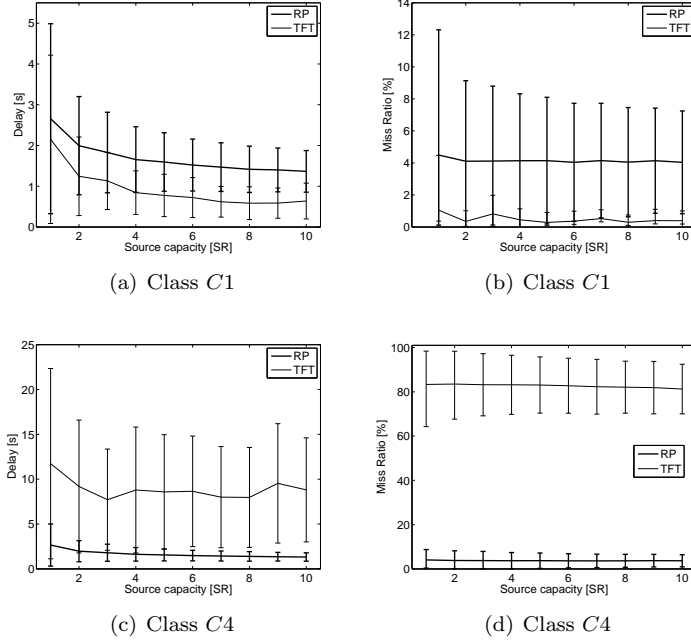 RP
TFT
Delay [s]
5
4
3
2
1
0
2 4 6 8 10
Source capacity [SR]
(a) Class C1
RP
TFT
Miss Ratio [%]
14
12
10
8
6
4
2
0
2 4 6 8 10
Source capacity [SR]
(b) Class C1
RP
TFT
Delay [s]
25
20
15
10
5
0
2 4 6 8 10
Source capacity [SR]
(c) Class C4
RP
TFT
Miss Ratio [%]
100
80
60
40
20
0
2 4 6 8 10
Source capacity [SR]
(d) Class C4